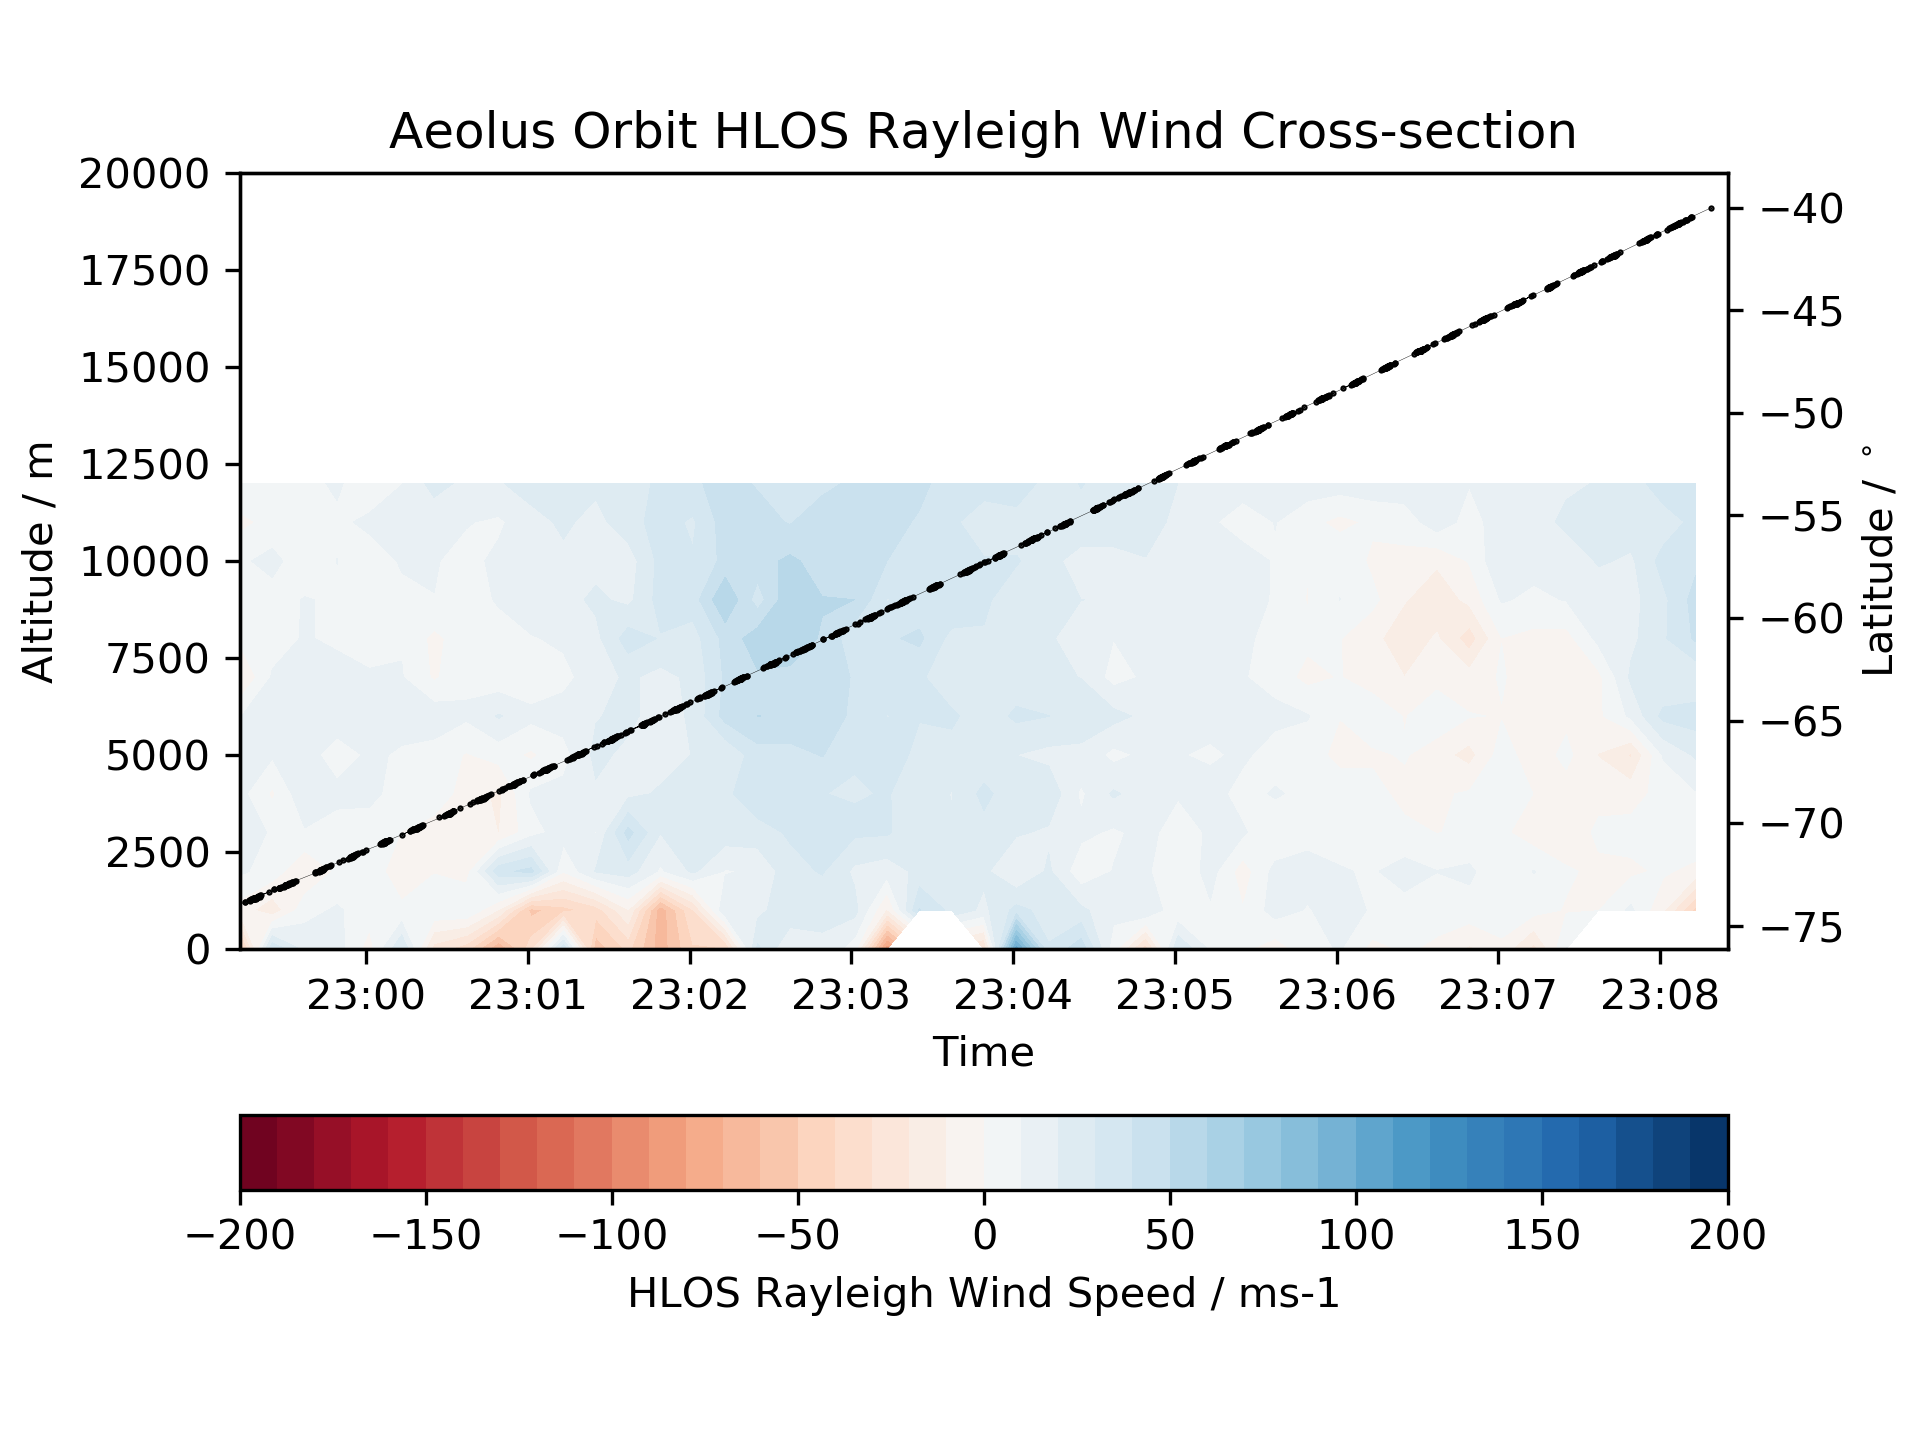 Aeolus Orbit HLOS Rayleigh Wind Cross-section
20000
17500
15000
12500
10000
7500
5000
2500
0
Altitude / m
−40
−45
−50
−55
−60
−65
−70
−75
Latitude / °
23:00 23:01 23:02 23:03 23:04 23:05 23:06 23:07 23:08
Time
−200 −150 −100 −50 0 50 100 150 200
HLOS Rayleigh Wind Speed / ms-1